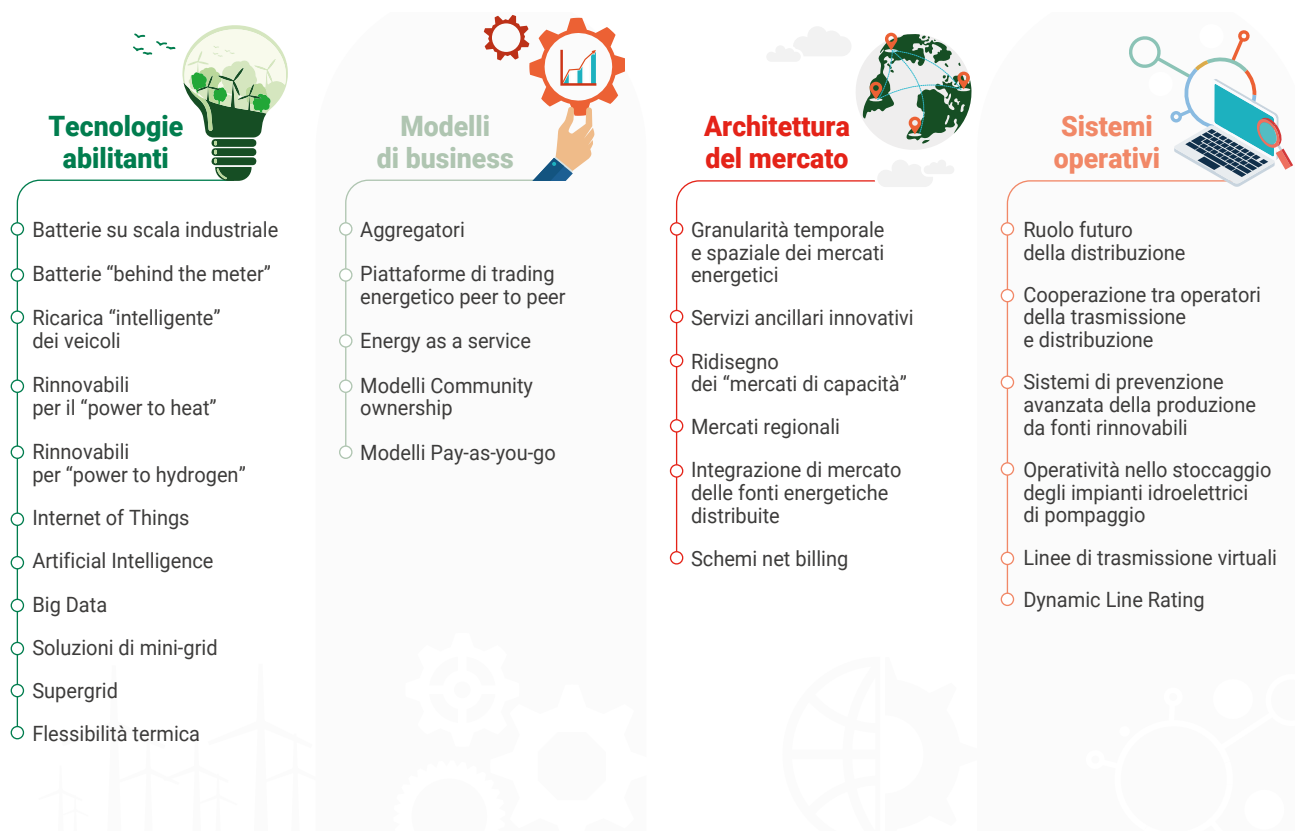 Tecnologie
abilitanti
Batterie su scala industriale
Batterie “behind the meter”
Ricarica “intelligente”
dei veicoli
Rinnovabili
per il “power to heat”
Rinnovabili
per “power to hydrogen”
Internet of Things
Artificial Intelligence
Big Data
Soluzioni di mini-grid
Supergrid
Flessibilità termica
Modelli
di business
Aggregatori
Piattaforme di trading
energetico peer to peer
Energy as a service
Modelli Community
ownership
Modelli Pay-as-you-go
Architettura
del mercato
Granularità temporale
e spaziale dei mercati
energetici
Servizi ancillari innovativi
Ridisegno
dei “mercati di capacità”
Mercati regionali
Integrazione di mercato
delle fonti energetiche
distribuite
Schemi net billing
Sistemi
operativi
Ruolo futuro
della distribuzione
Cooperazione tra operatori
della trasmissione
e distribuzione
Sistemi di prevenzione
avanzata della produzione
da fonti rinnovabili
Operatività nello stoccaggio
degli impianti idroelettrici
di pompaggio
Linee di trasmissione virtuali
Dynamic Line Rating